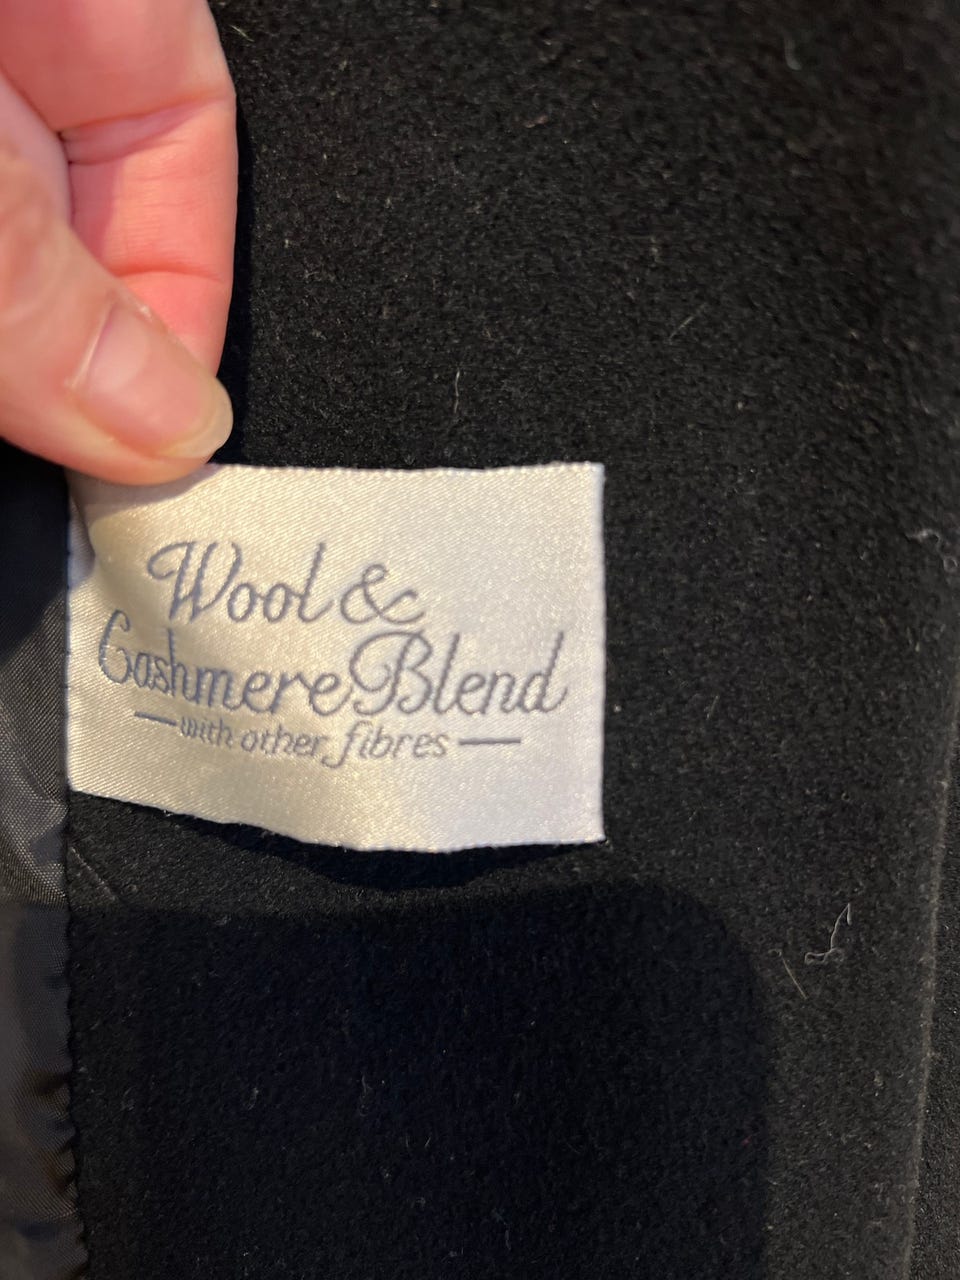 Wool &
Cashmere Blend
with other fibres